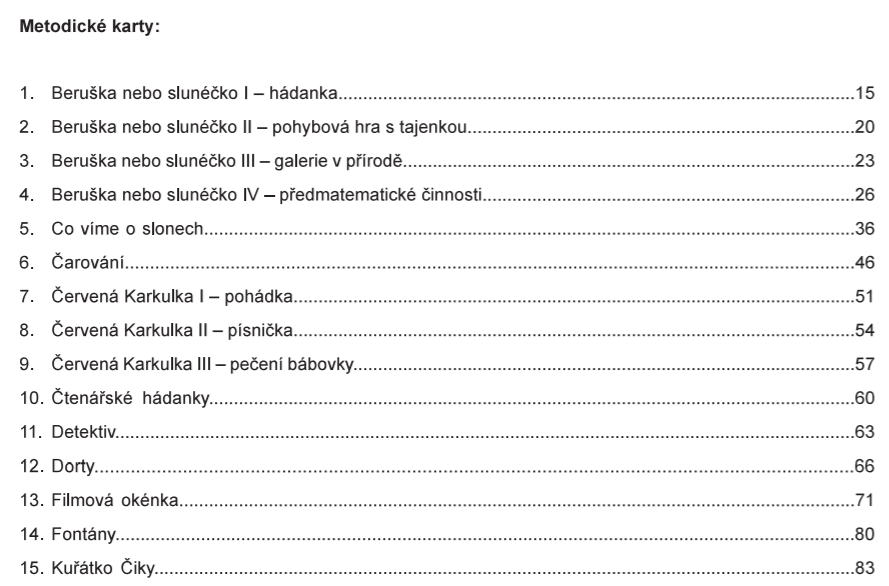 Metodické karty:
1. Beruška nebo slunéčko I – hádanka....................15
2. Beruška nebo slunéčko II – pohybová hra s tajenkou....................20
3. Beruška nebo slunéčko III – galerie v přírodě....................23
4. Beruška nebo slunéčko IV – předmatematické činnosti....................26
5. Co víme o slonech....................36
6. Čarování....................46
7. Červená Karkulka I – pohádka....................51
8. Červená Karkulka II – písnička....................54
9. Červená Karkulka III – pečení bábovky....................57
10. Čtenářské hádanky....................60
11. Detektiv....................63
12. Dorty....................66
13. Filmová okénka....................71
14. Fontány....................80
15. Kuřátko Čiky....................83